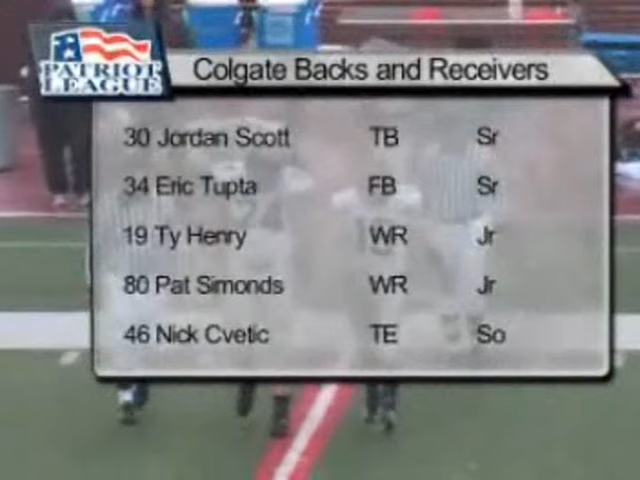 PATRIOT
LEAGUE
Colgate Backs and Receivers
30 Jordan Scott TB Sr
34 Eric Tupta FB Sr
19 Ty Henry WR Jr
80 Pat Simonds WR Jr
46 Nick Cvetic TE So